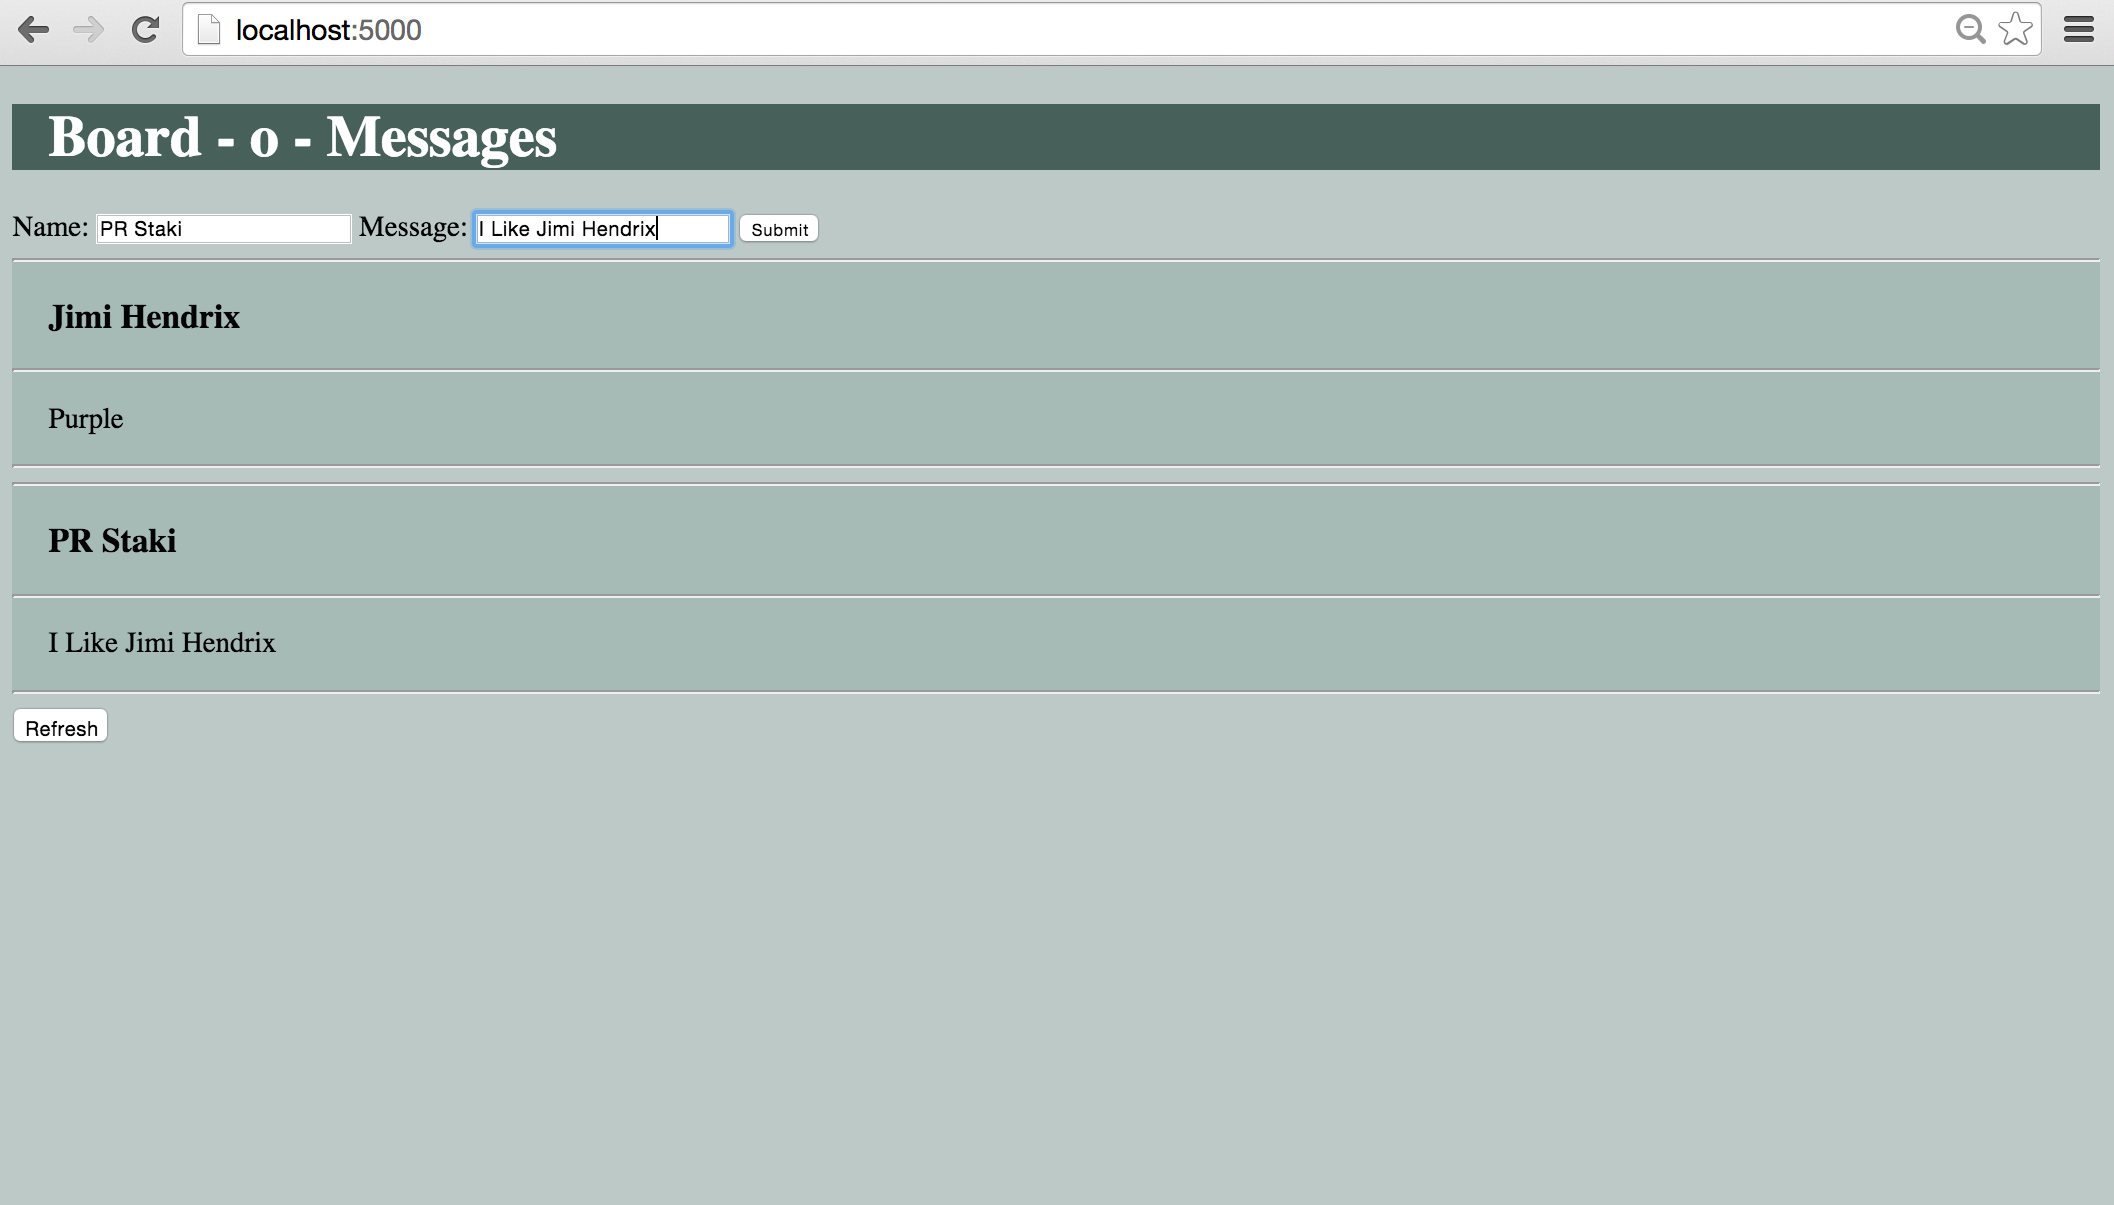 localhost:5000
Board - o - Messages
Name: PR Staki Message: I Like Jimi Hendrix Submit
Jimi Hendrix
Purple
PR Staki
I Like Jimi Hendrix
Refresh